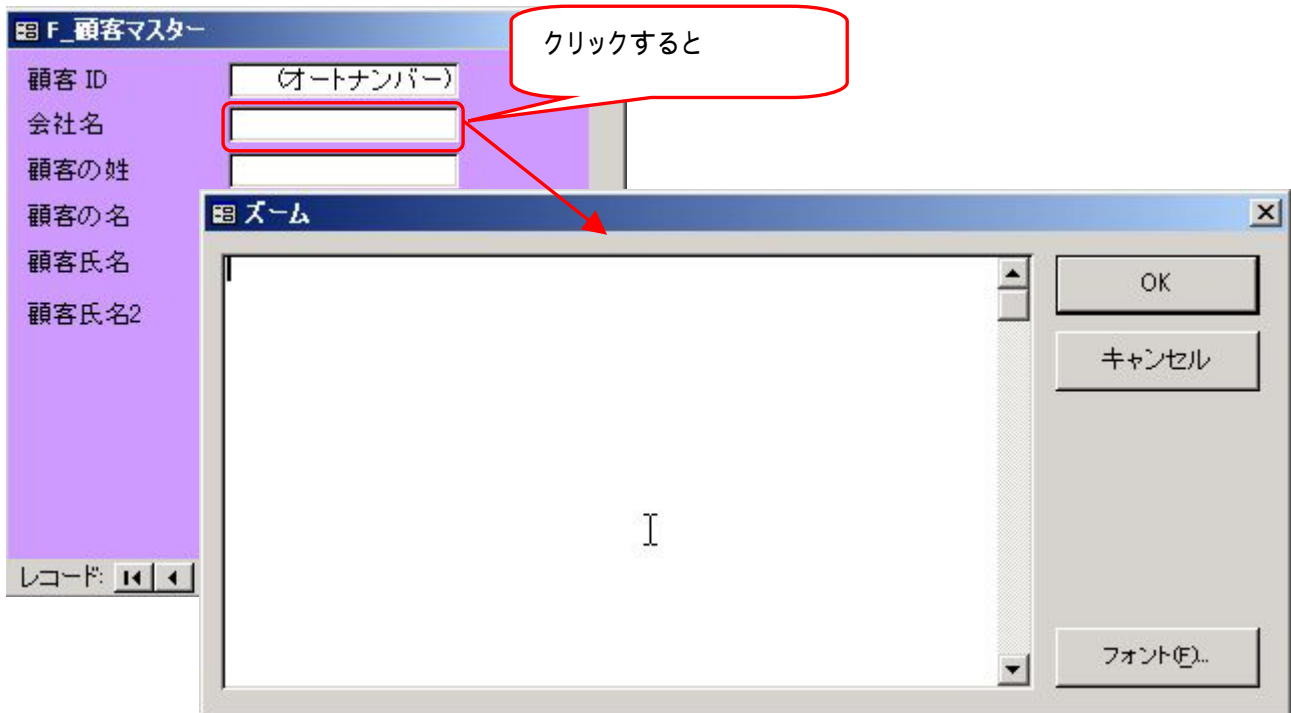 F_顧客マスター
クリックすると
顧客 ID
(オートナンバー)
会社名
顧客の姓
顧客の名
顧客氏名
顧客氏名2
レコード:
ズーム
OK
キャンセル
フォント(F)...